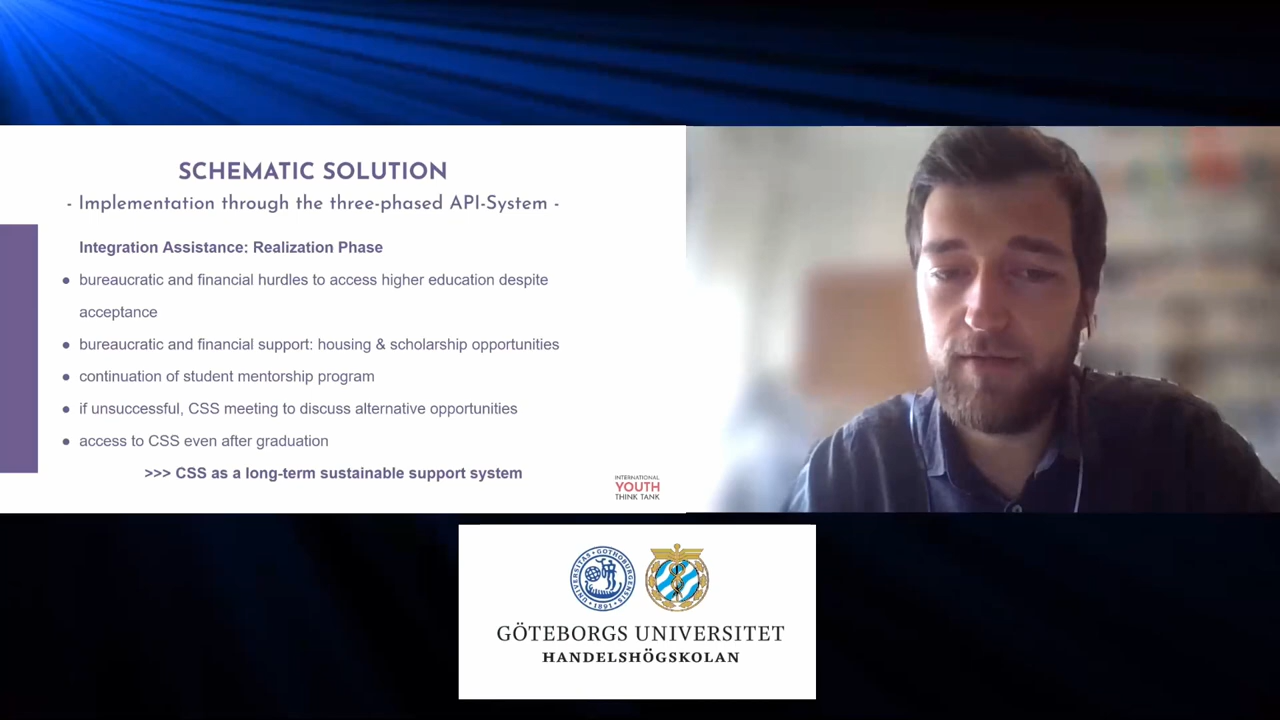 SCHEMATIC SOLUTION
- Implementation through the three-phased API-System -
Integration Assistance: Realization Phase
● bureaucratic and financial hurdles to access higher education despite
acceptance
● bureaucratic and financial support: housing & scholarship opportunities
● continuation of student mentorship program
● if unsuccessful, CSS meeting to discuss alternative opportunities
● access to CSS even after graduation
>>> CSS as a long-term sustainable support system
INTERNATIONAL
YOUTH
THINK TANK
UNIVERSITAS GOTHOBURGENSIS
1891
GÖTEBORGS UNIVERSITET
HANDELSHÖGSKOLAN